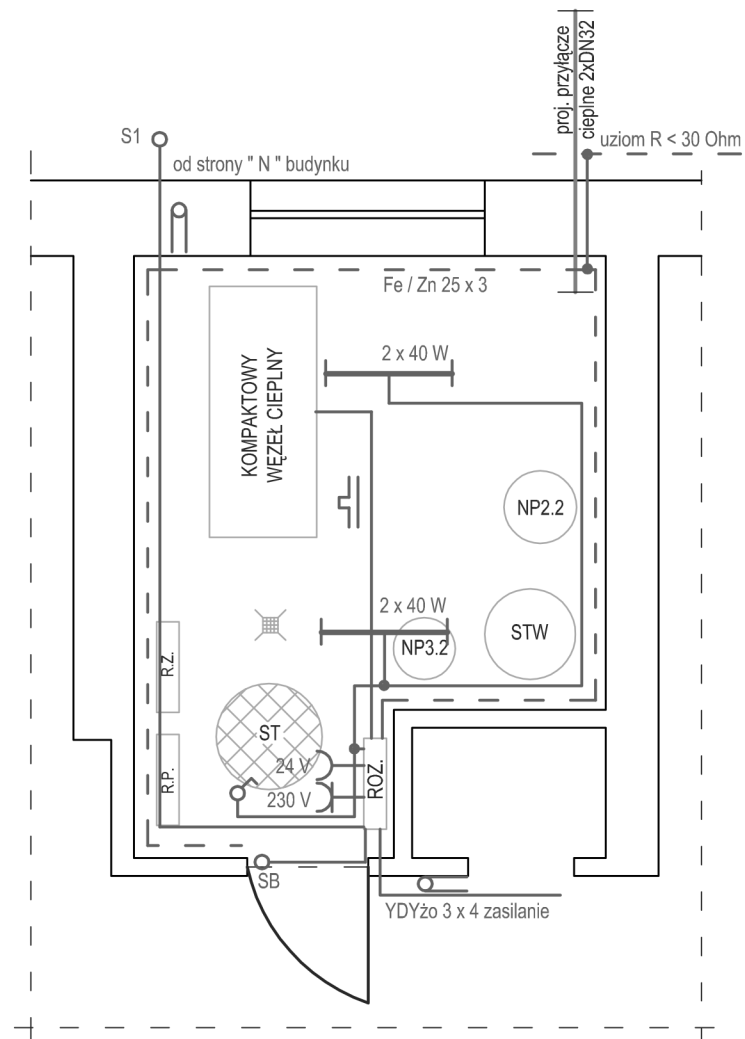 proj. przyłącze
cieplne 2xDN32
S1
uziom R < 30 Ohm
od strony " N " budynku
Fe / Zn 25 x 3
2 x 40 W
KOMPAKTOWY
WĘZEŁ CIEPLNY
NP2.2
2 x 40 W
STW
NP3.2
R.Z.
ST
24 V
ROZ.
R.P.
230 V
SB
YDYżo 3 x 4 zasilanie